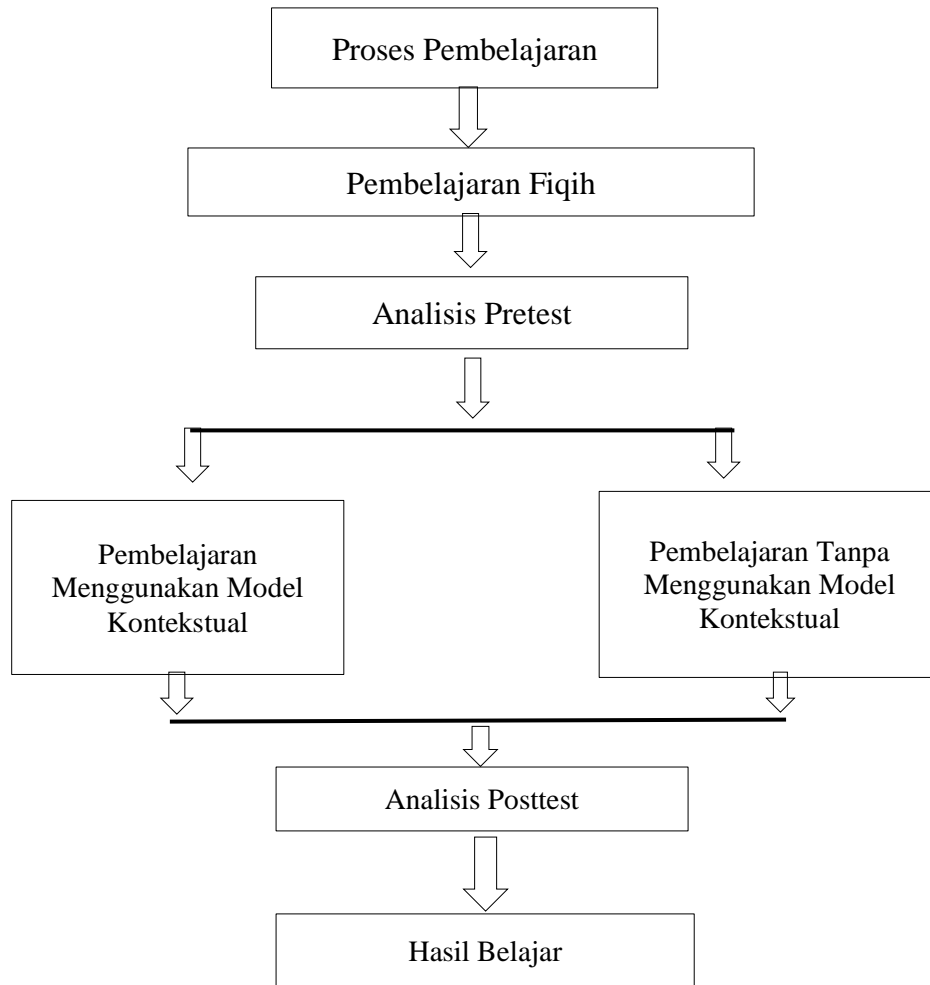 Proses Pembelajaran
Pembelajaran Fiqih
Analisis Pretest
Pembelajaran
Menggunakan Model
Kontekstual
Pembelajaran Tanpa
Menggunakan Model
Kontekstual
Analisis Posttest
Hasil Belajar